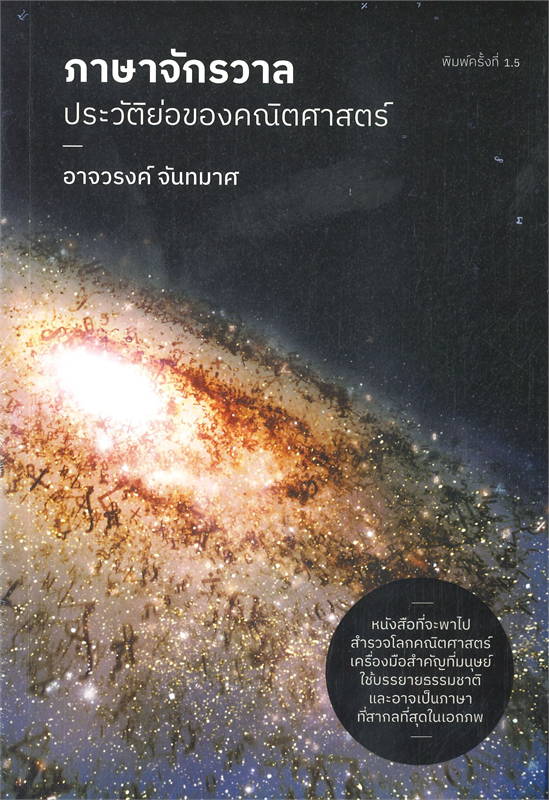 ภาษาจักรวาล
ประวัติย่อของคณิตศาสตร์
พิมพ์ครั้งที่ 1.5
อาจวรงค์ จันทมาศ
หนังสือที่จะพาไป
สำรวจโลกคณิตศาสตร์
เครื่องมือสำคัญที่มนุษย์
ใช้บรรยายธรรมชาติ
และอาจเป็นภาษา
ที่สากลที่สุดในเอกภพ